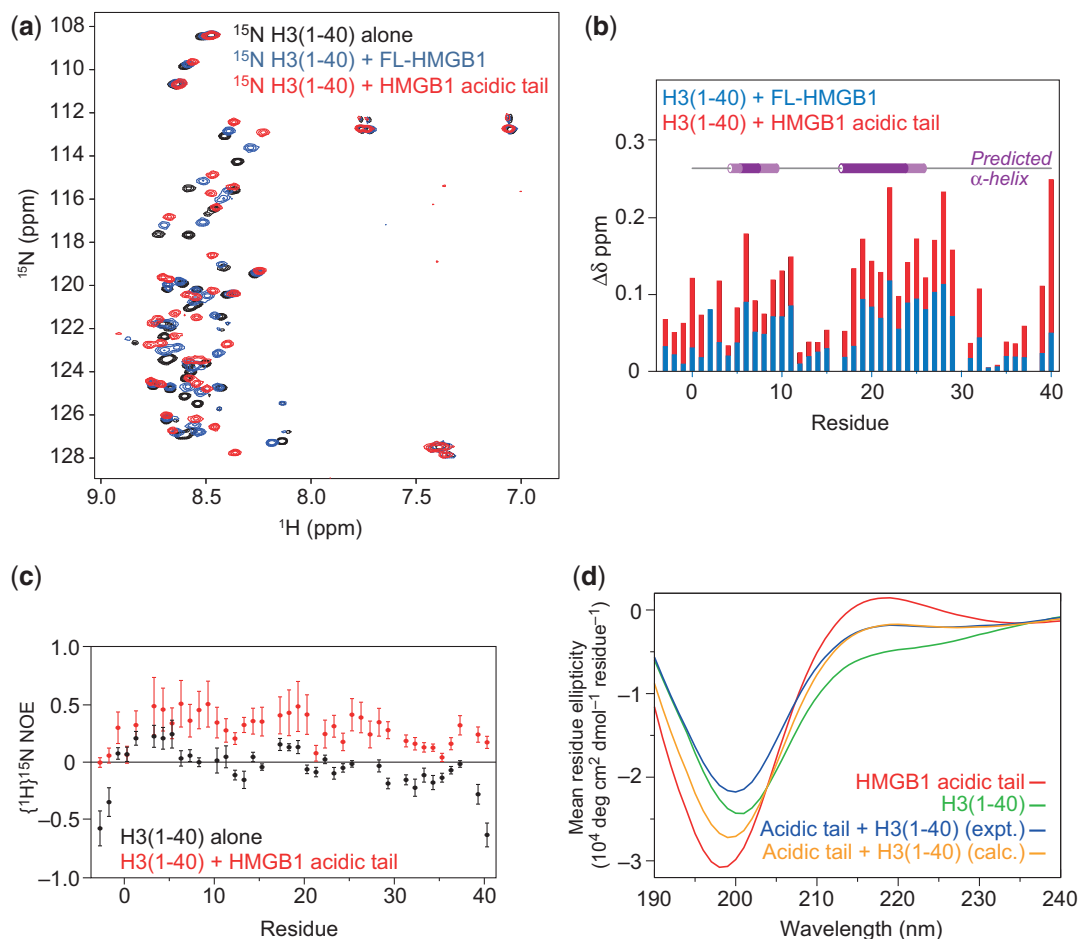 (a)
¹⁵N H3(1-40) alone
¹⁵N H3(1-40) + FL-HMGB1
¹⁵N H3(1-40) + HMGB1 acidic tail
108
110
112
114
116
118
120
122
124
126
128
¹⁵N (ppm)
9.0 8.5 8.0 7.5 7.0
¹H (ppm)
(b)
H3(1-40) + FL-HMGB1
H3(1-40) + HMGB1 acidic tail
Predicted
α-helix
0.3
0.2
0.1
0
Δδ ppm
0 10 20 30 40
Residue
(c)
1.0
0.5
0
–0.5
–1.0
{¹H}¹⁵N NOE
H3(1-40) alone
H3(1-40) + HMGB1 acidic tail
0 10 20 30 40
Residue
(d)
0
–1
–2
–3
Mean residue ellipticity
(10⁴ deg cm² dmol⁻¹ residue⁻¹)
HMGB1 acidic tail
H3(1-40)
Acidic tail + H3(1-40) (expt.)
Acidic tail + H3(1-40) (calc.)
190 200 210 220 230 240
Wavelength (nm)